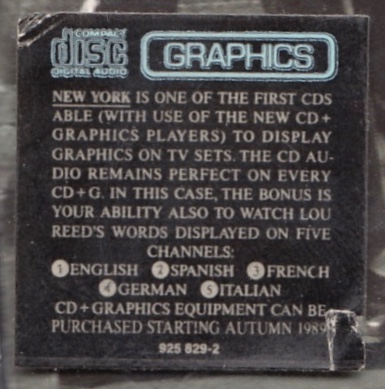 COMPACT
disc GRAPHICS
DIGITAL AUDIO
NEW YORK IS ONE OF THE FIRST CDS
ABLE (WITH USE OF THE NEW CD +
GRAPHICS PLAYERS) TO DISPLAY
GRAPHICS ON TV SETS. THE CD AU-
DIO REMAINS PERFECT ON EVERY
CD+G. IN THIS CASE, THE BONUS IS
YOUR ABILITY ALSO TO WATCH LOU
REED'S WORDS DISPLAYED ON FIVE
CHANNELS:
1 ENGLISH 2 SPANISH 3 FRENCH
4 GERMAN 5 ITALIAN
CD + GRAPHICS EQUIPMENT CAN BE
PURCHASED STARTING AUTUMN 1989
925 829-2